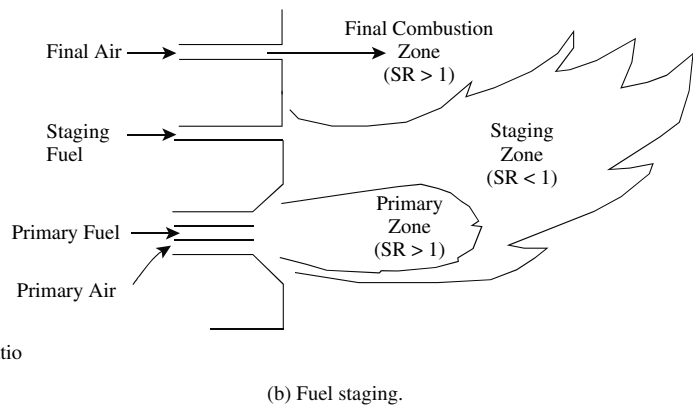 Final Air
Final Combustion
Zone
(SR > 1)
Staging
Fuel
Staging
Zone
(SR < 1)
Primary Fuel
Primary
Zone
(SR > 1)
Primary Air
tio
(b) Fuel staging.